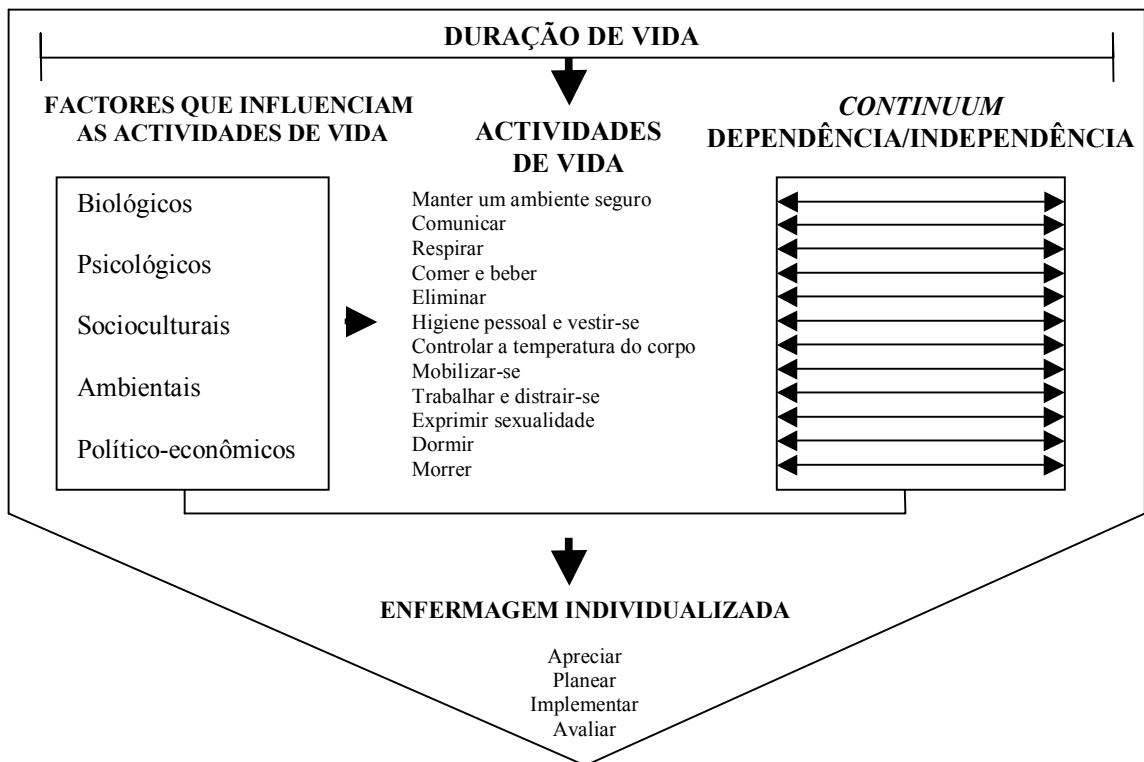 DURAÇÃO DE VIDA
FACTORES QUE INFLUENCIAM
AS ACTIVIDADES DE VIDA
Biológicos
Psicológicos
Socioculturais
Ambientais
Político-econômicos
ACTIVIDADES
DE VIDA
Manter um ambiente seguro
Comunicar
Respirar
Comer e beber
Eliminar
Higiene pessoal e vestir-se
Controlar a temperatura do corpo
Mobilizar-se
Trabalhar e distrair-se
Exprimir sexualidade
Dormir
Morrer
CONTINUUM
DEPENDÊNCIA/INDEPENDÊNCIA
ENFERMAGEM INDIVIDUALIZADA
Apreciar
Planear
Implementar
Avaliar